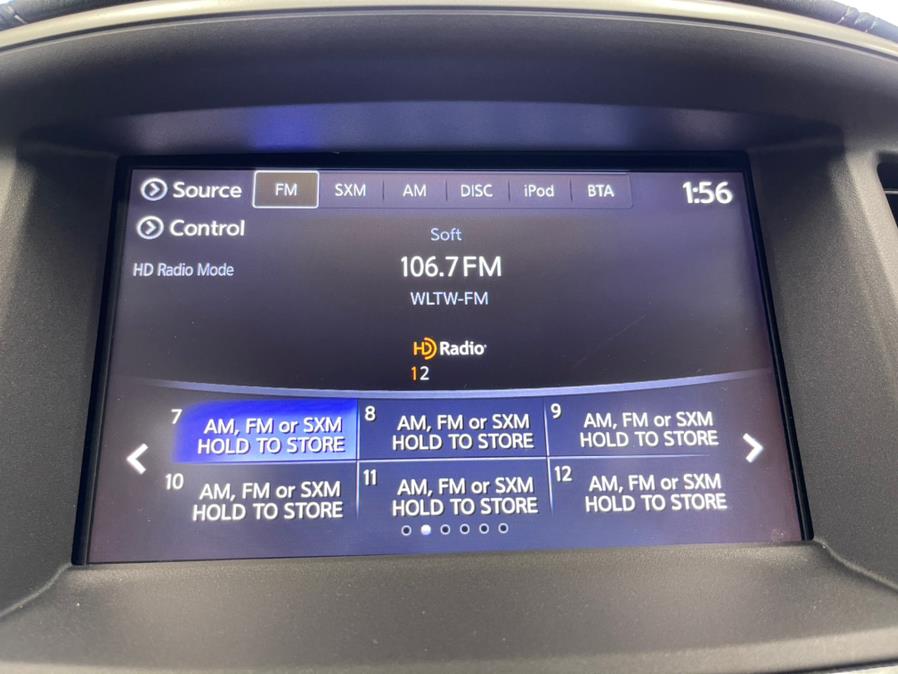 Source FM SXM AM DISC iPod BTA 1:56
Control
Soft
HD Radio Mode
106.7 FM
WLTW-FM
HD Radio
1 2
7 AM, FM or SXM
HOLD TO STORE
8 AM, FM or SXM
HOLD TO STORE
9 AM, FM or SXM
HOLD TO STORE
10 AM, FM or SXM
HOLD TO STORE
11 AM, FM or SXM
HOLD TO STORE
12 AM, FM or SXM
HOLD TO STORE